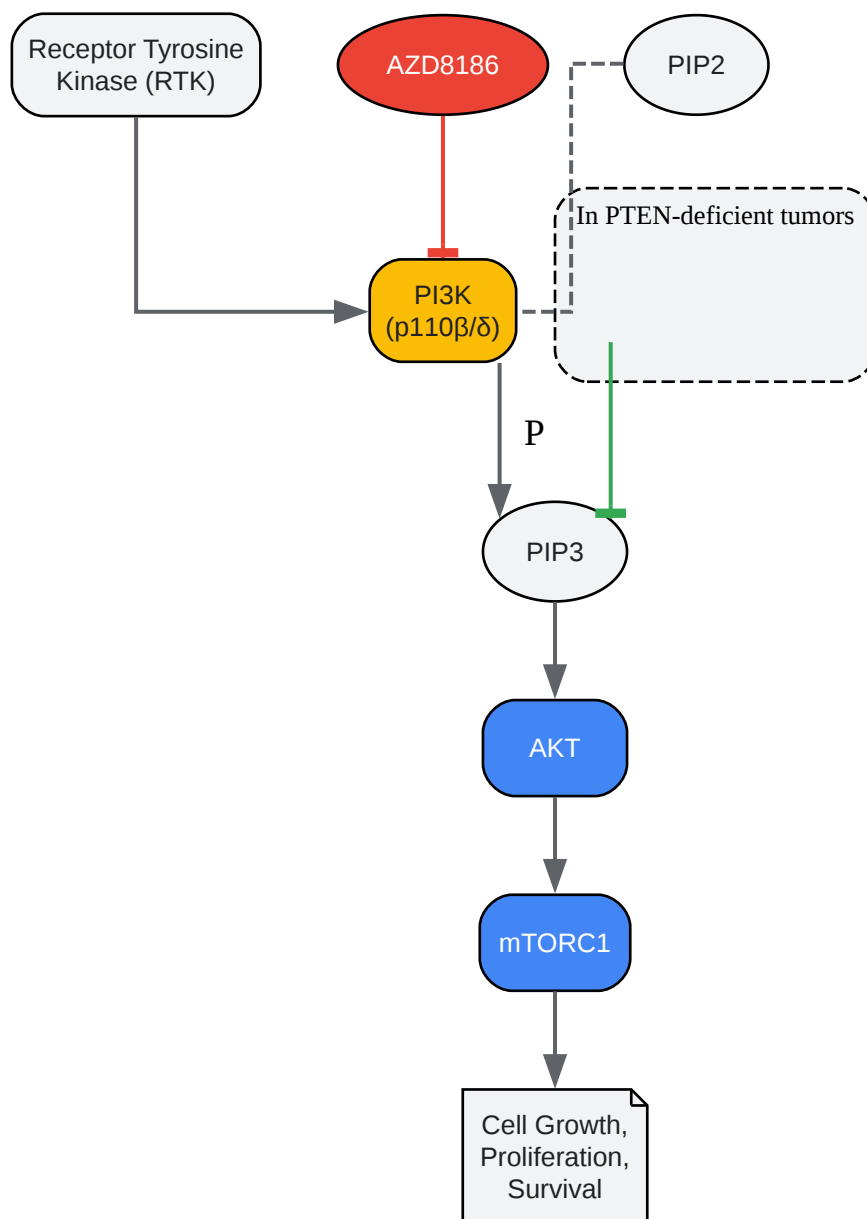 Receptor Tyrosine
Kinase (RTK)
AZD8186
PIP2
In PTEN-deficient tumors
PI3K
(p110β/δ)
P
PIP3
AKT
mTORC1
Cell Growth,
Proliferation,
Survival